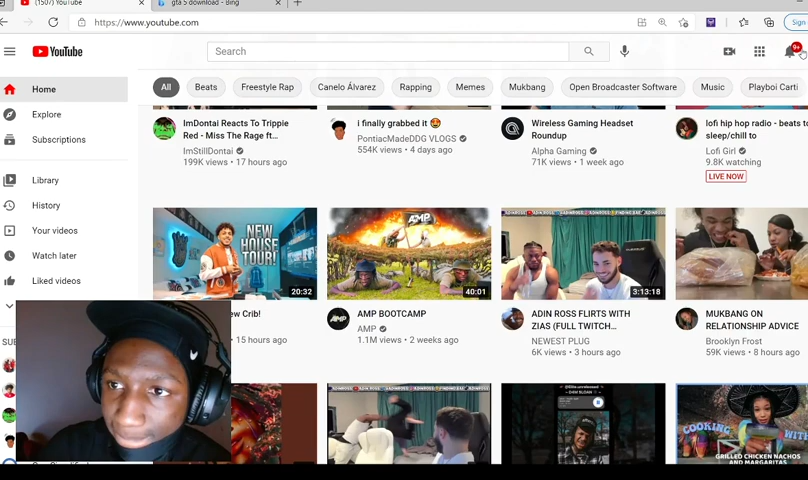 (1507) YouTube
gta 5 download - Bing
https://www.youtube.com
Sign
YouTube
Search
9+
Home
Explore
Subscriptions
Library
History
Your videos
Watch later
Liked videos
All
Beats
Freestyle Rap
Canelo Álvarez
Rapping
Memes
Mukbang
Open Broadcaster Software
Music
Playboi Carti
ImDontai Reacts To Trippie
Red - Miss The Rage ft...
ImStillDontai
199K views • 17 hours ago
i finally grabbed it
PontiacMadeDDG VLOGS
554K views • 4 days ago
Wireless Gaming Headset
Roundup
Alpha Gaming
71K views • 1 week ago
lofi hip hop radio - beats to
sleep/chill to
Lofi Girl
9.8K watching
LIVE NOW
NEW
HOUSE
TOUR!
20:32
ew Crib!
15 hours ago
AMP
40:01
AMP BOOTCAMP
AMP
1.1M views • 2 weeks ago
3:13:18
ADIN ROSS FLIRTS WITH
ZIAS (FULL TWITCH...
NEWEST PLUG
6K views • 3 hours ago
MUKBANG ON
RELATIONSHIP ADVICE
Brooklyn Frost
59K views • 8 hours ago
COOKING
WITH
GRILLED CHICKEN NACHOS
AND MARGARITAS